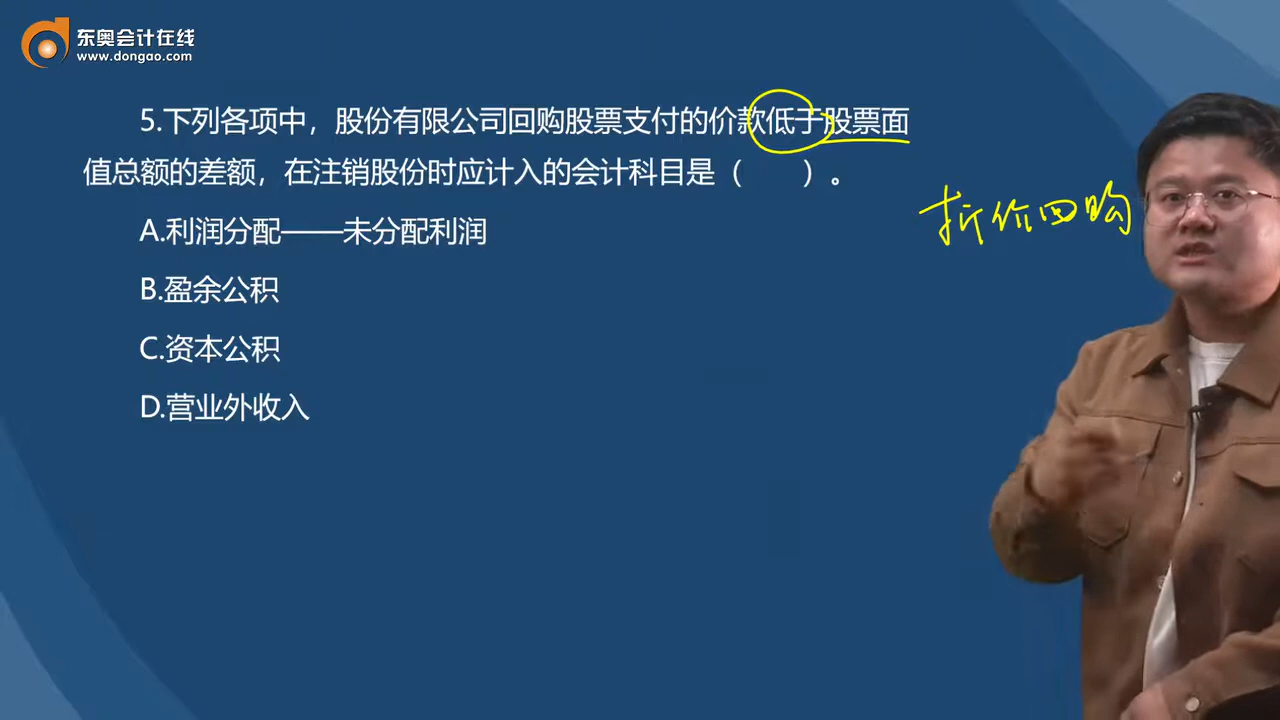 东奥会计在线
www.dongao.com
5.下列各项中，股份有限公司回购股票支付的价款低于股票面
值总额的差额，在注销股份时应计入的会计科目是（　　）。
折价回购
A.利润分配——未分配利润
B.盈余公积
C.资本公积
D.营业外收入